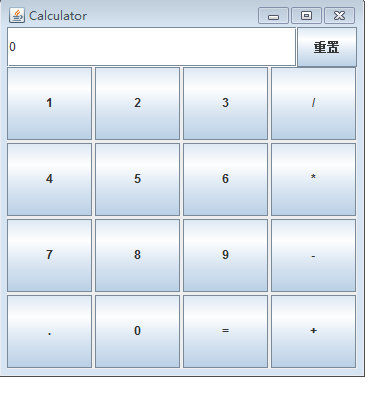 Calculator
0 重置
1 2 3 /
4 5 6 *
7 8 9 -
. 0 = +